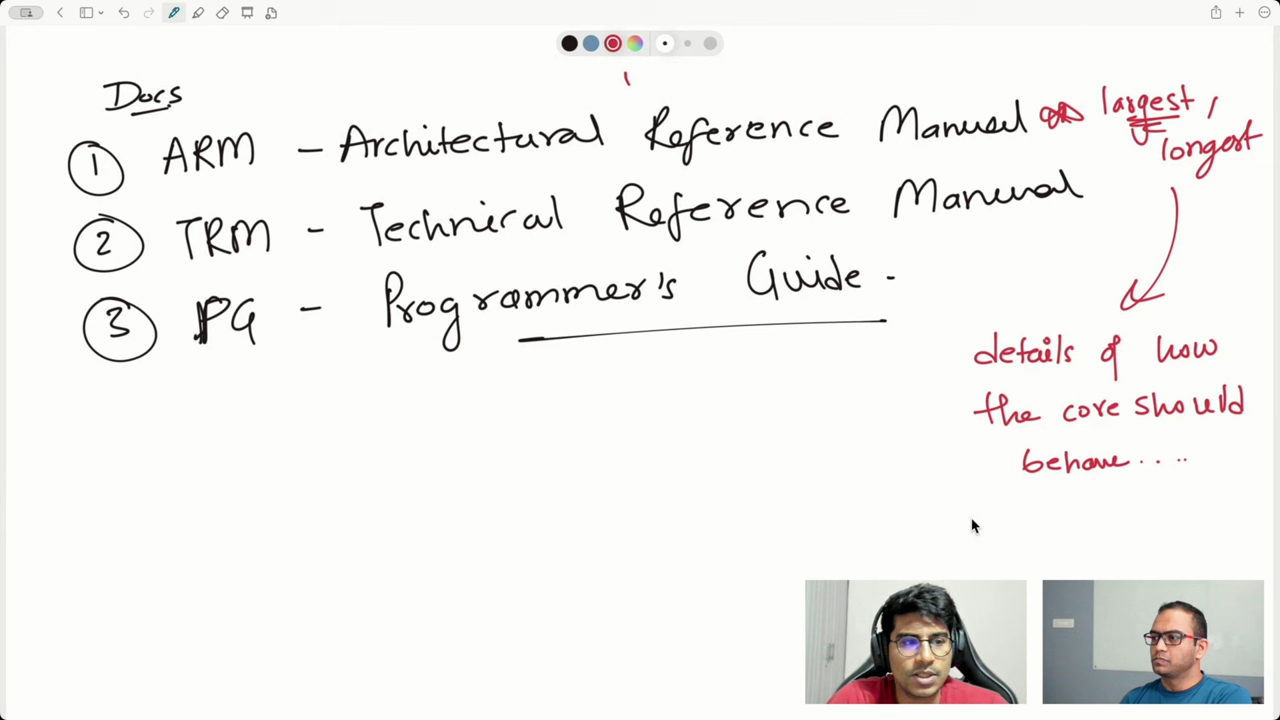 Docs
1 ARM - Architectural Reference Manual largest,
longest
2 TRM - Technical Reference Manual
3 PG - Programmer's Guide -
details of how
the core should
behave.. ..